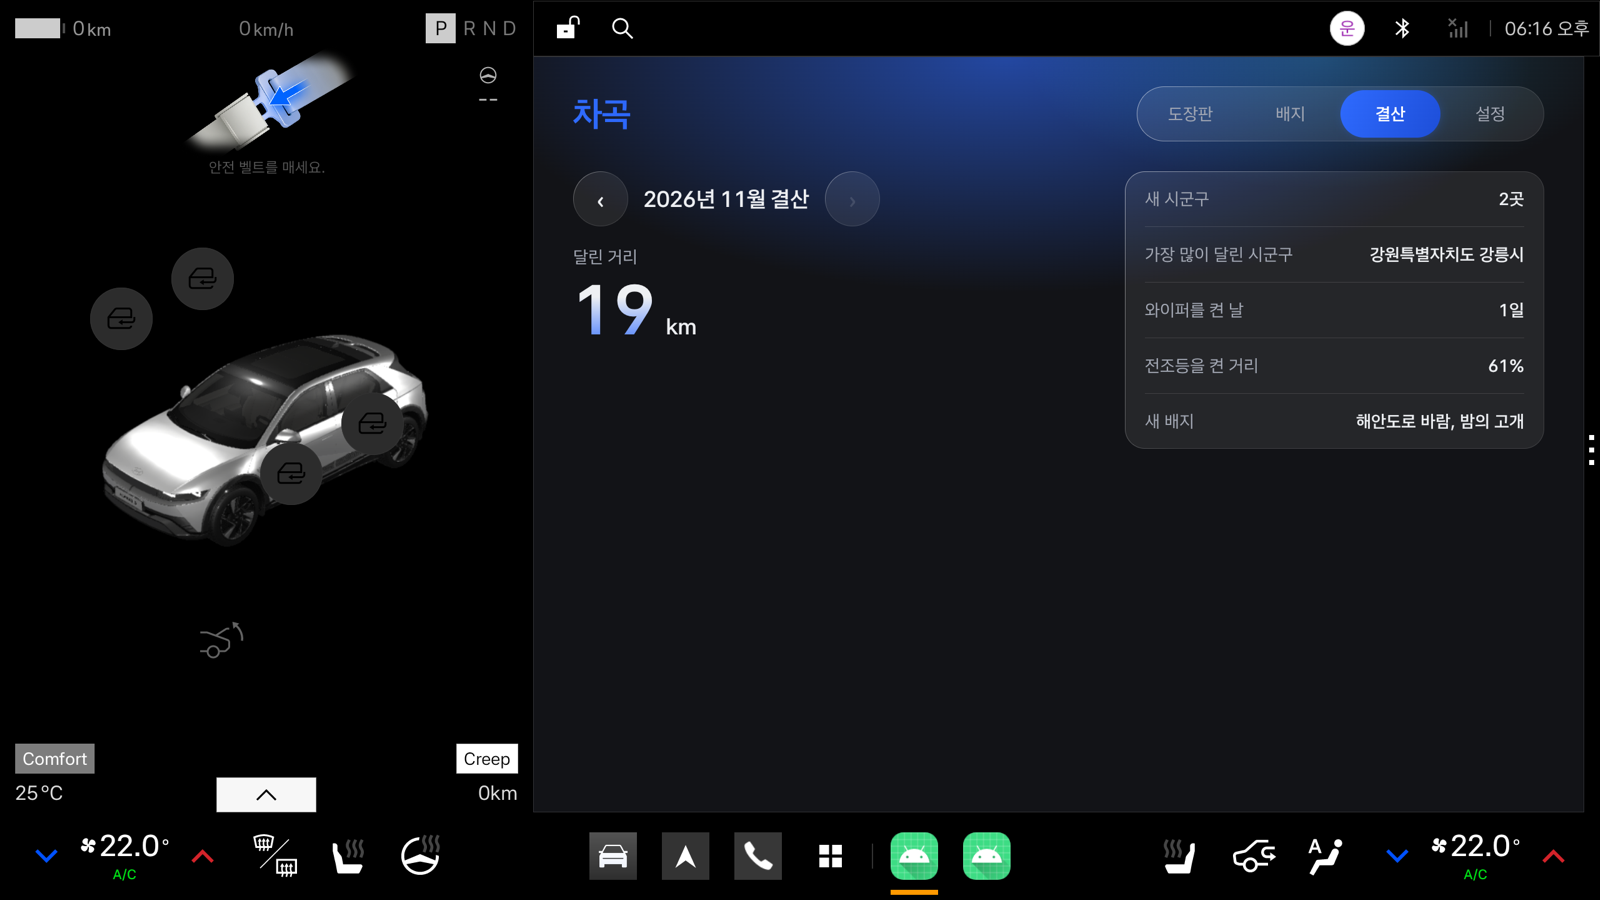 0 km
0 km/h
P R N D
운
06:16 오후
--
안전 벨트를 매세요.
차곡
도장판
배지
결산
설정
‹ 2026년 11월 결산 ›
달린 거리
19 km
새 시군구 2곳
가장 많이 달린 시군구 강원특별자치도 강릉시
와이퍼를 켠 날 1일
전조등을 켠 거리 61%
새 배지 해안도로 바람, 밤의 고개
Comfort
Creep
25 °C
0km
22.0°
A/C
A
22.0°
A/C